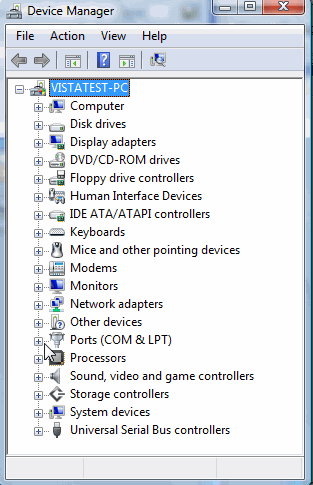 Device Manager
File Action View Help
VISTATEST-PC
Computer
Disk drives
Display adapters
DVD/CD-ROM drives
Floppy drive controllers
Human Interface Devices
IDE ATA/ATAPI controllers
Keyboards
Mice and other pointing devices
Modems
Monitors
Network adapters
Other devices
Ports (COM & LPT)
Processors
Sound, video and game controllers
Storage controllers
System devices
Universal Serial Bus controllers